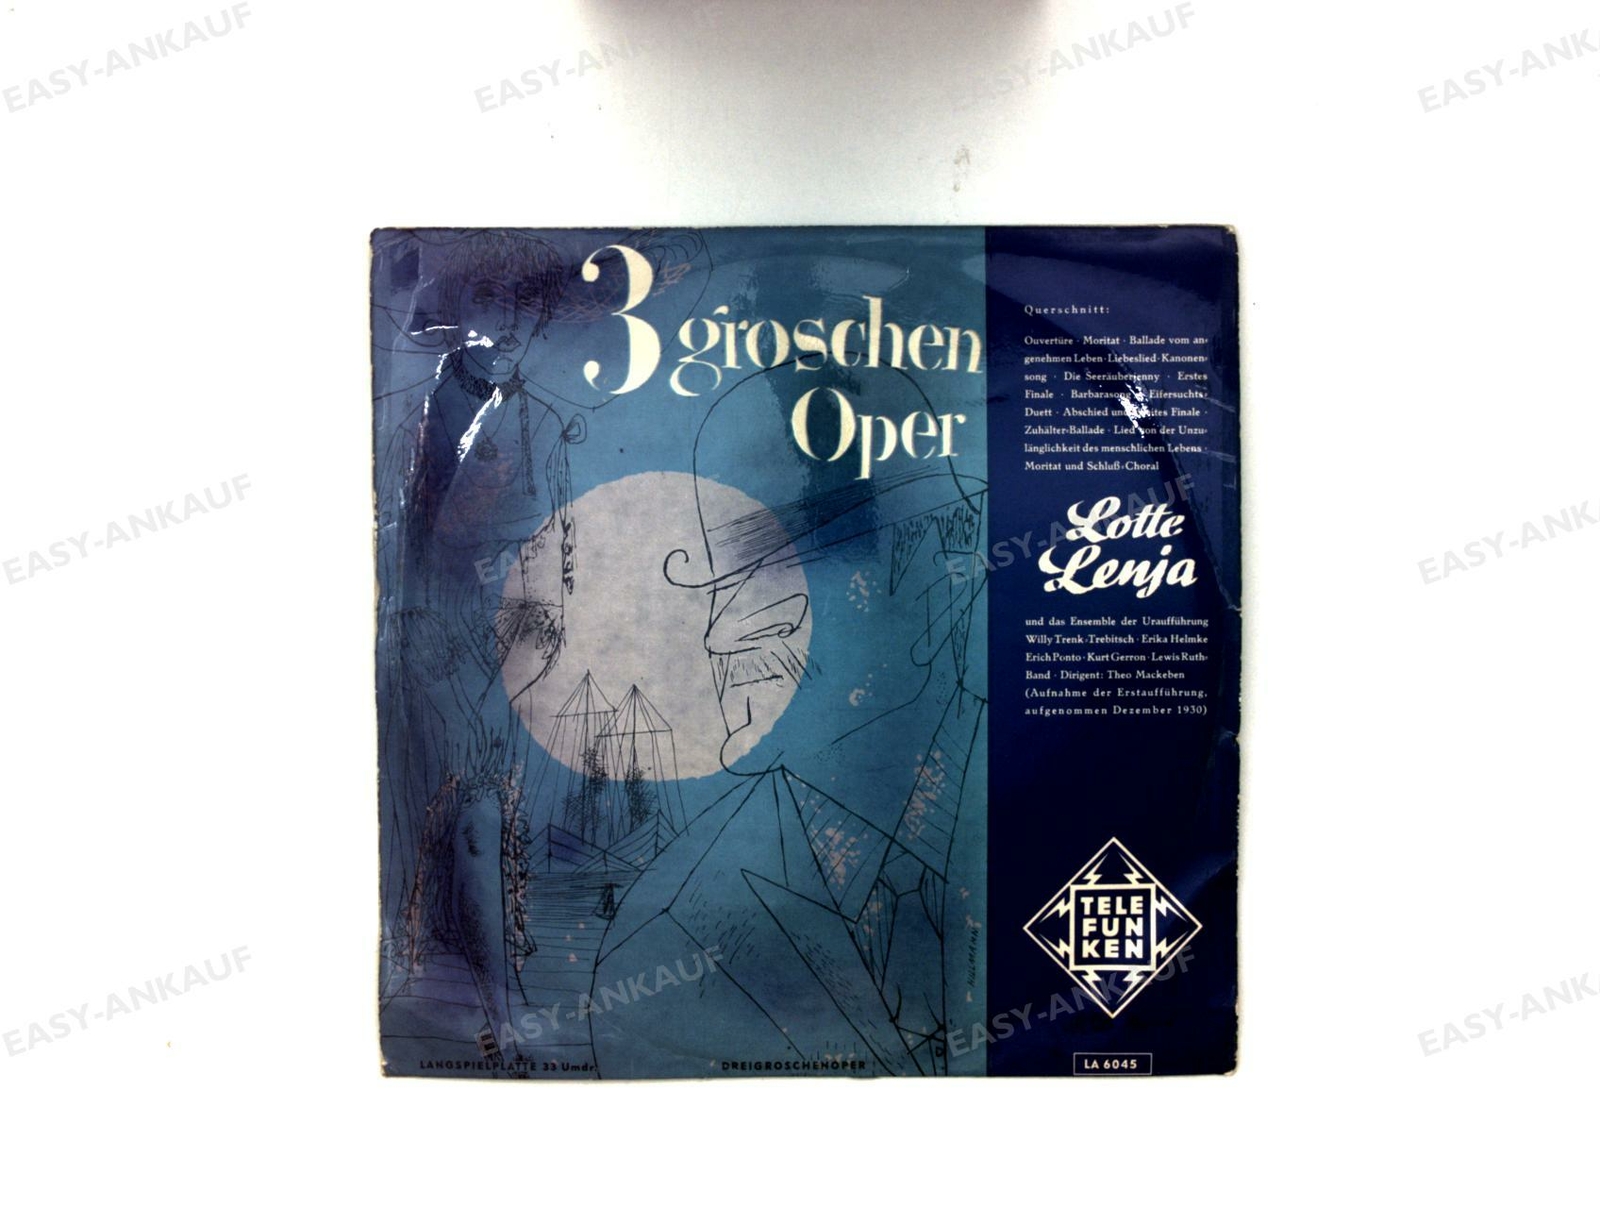 3 groschen
Oper
Querschnitt:
Ouvertüre · Moritat · Ballade vom an-
genehmen Leben · Liebeslied · Kanonen-
song · Die Seeräuberjenny · Erstes
Finale · Barbarasong · Eifersuchts-
Duett · Abschied und Zweites Finale ·
Zuhälter-Ballade · Lied von der Unzu-
länglichkeit des menschlichen Lebens ·
Moritat und Schluß-Choral
Lotte
Lenja
und das Ensemble der Uraufführung
Willy Trenk-Trebitsch · Erika Helmke
Erich Ponto · Kurt Gerron · Lewis Ruth-
Band · Dirigent: Theo Mackeben
(Aufnahme der Erstaufführung,
aufgenommen Dezember 1930)
TELE
FUN
KEN
LA 6045
LANGSPIELPLATTE 33 Umdr.
DREIGROSCHENOPER
EASY-ANKAUF
EASY-ANKAUF
EASY-ANKAUF
EASY-ANKAUF
EASY-ANKAUF
EASY-ANKAUF
EASY-ANKAUF
EASY-ANKAUF
EASY-ANKAUF
EASY-ANKAUF
EASY-ANKAUF
EASY-ANKAUF